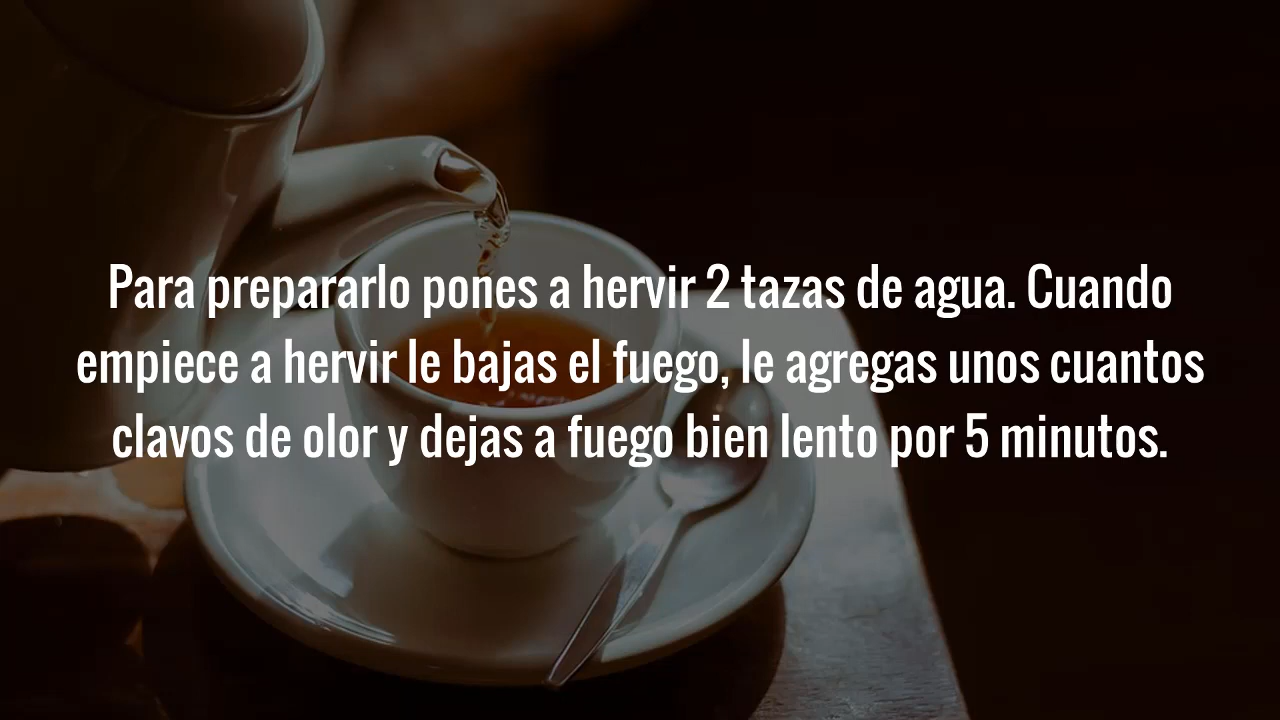 Para prepararlo pones a hervir 2 tazas de agua. Cuando
empiece a hervir le bajas el fuego, le agregas unos cuantos
clavos de olor y dejas a fuego bien lento por 5 minutos.